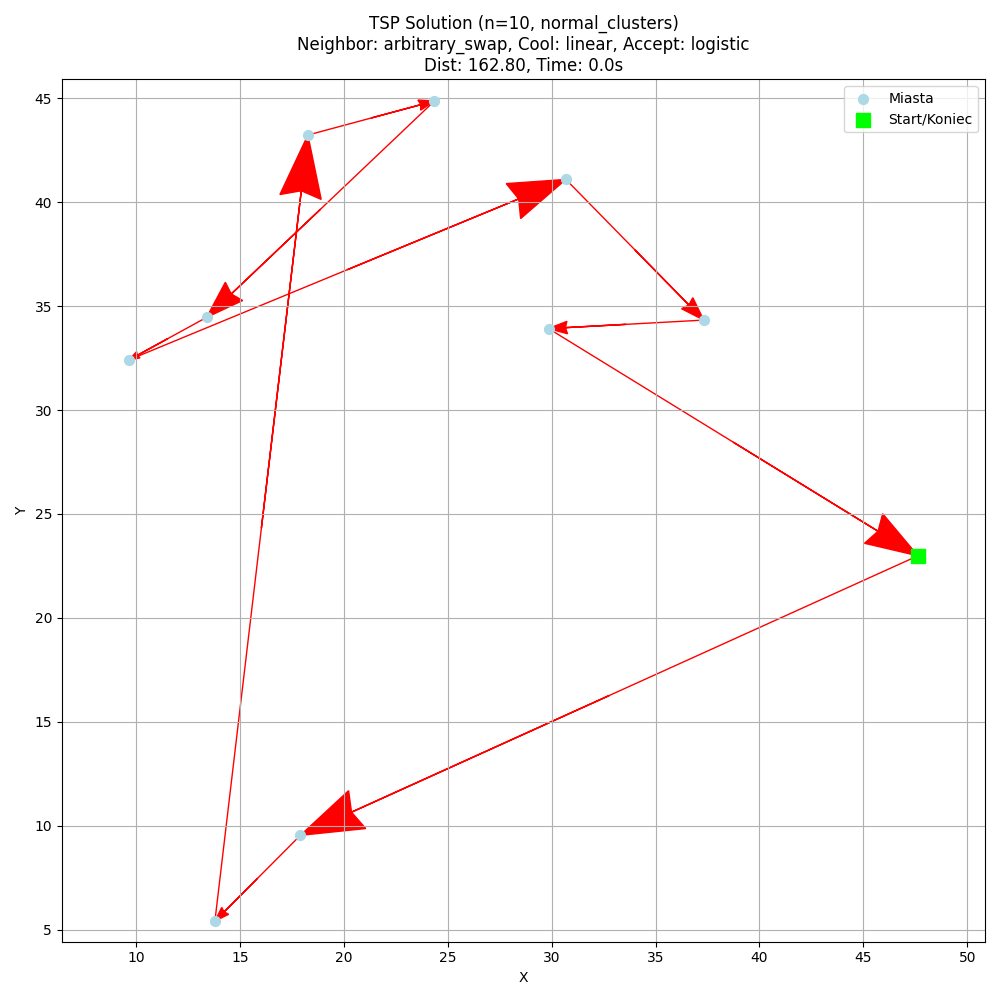 TSP Solution (n=10, normal_clusters)
Neighbor: arbitrary_swap, Cool: linear, Accept: logistic
Dist: 162.80, Time: 0.0s
Miasta
Start/Koniec
45
40
35
30
25
20
15
10
5
Y
10 15 20 25 30 35 40 45 50
X